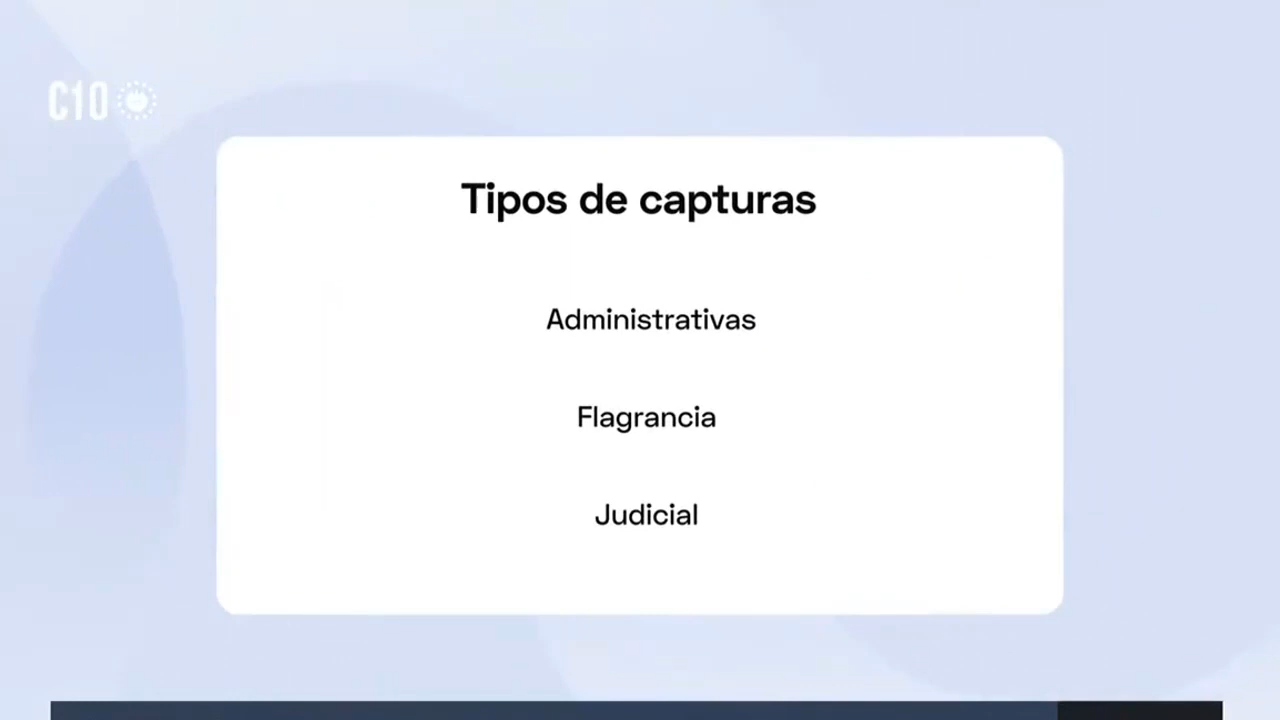 C10
Tipos de capturas
Administrativas
Flagrancia
Judicial